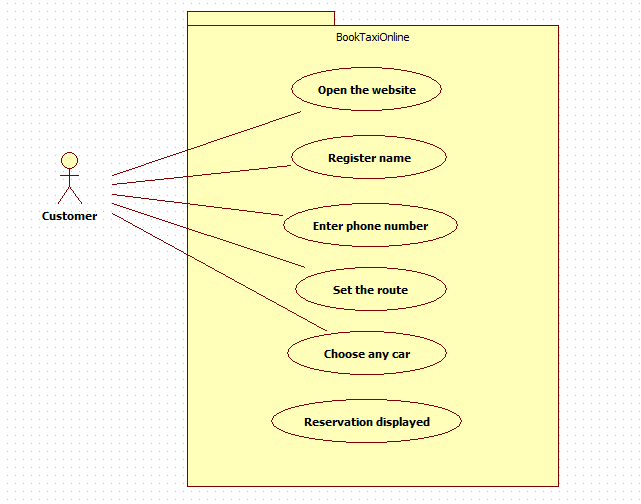 BookTaxiOnline
Open the website
Register name
Customer
Enter phone number
Set the route
Choose any car
Reservation displayed